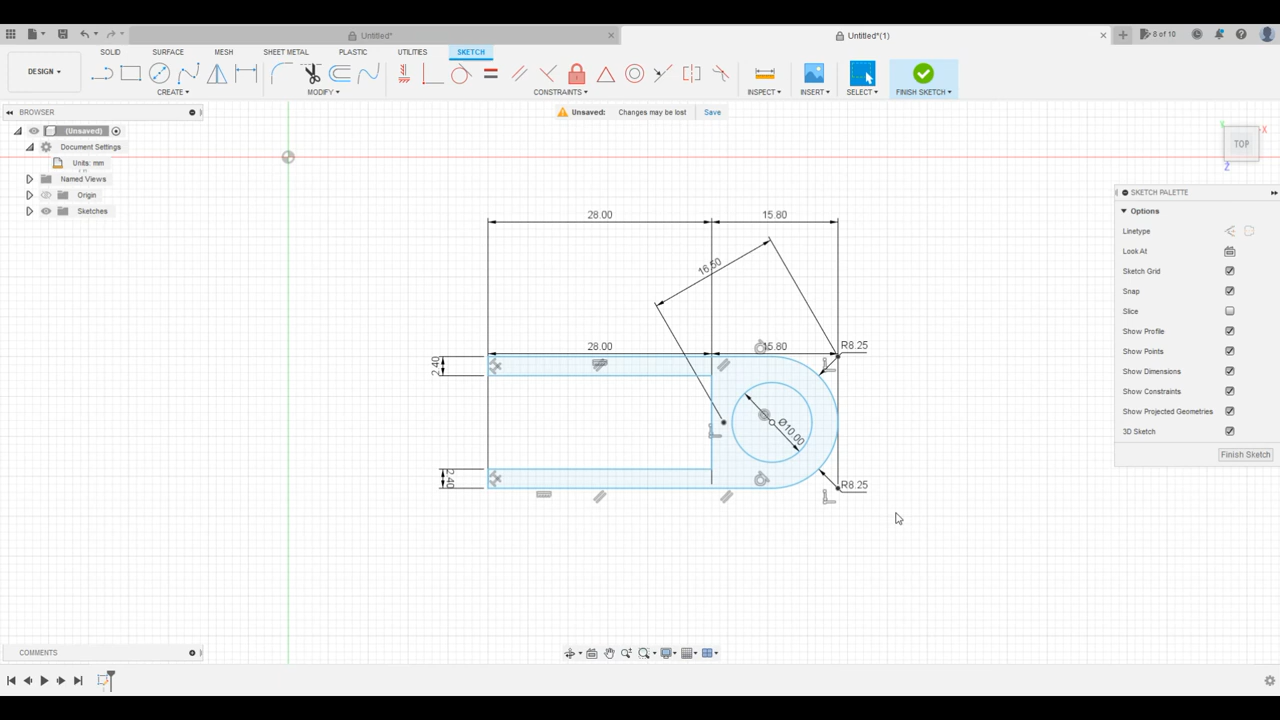 Untitled*
Untitled*(1)
8 of 10
DESIGN
SOLID
SURFACE
MESH
SHEET METAL
PLASTIC
UTILITIES
SKETCH
CREATE
MODIFY
CONSTRAINTS
INSPECT
INSERT
SELECT
FINISH SKETCH
BROWSER
Unsaved: Changes may be lost Save
(Unsaved)
Document Settings
Units: mm
Named Views
Origin
Sketches
TOP
X
Y
Z
SKETCH PALETTE
Options
Linetype
Look At
Sketch Grid
Snap
Slice
Show Profile
Show Points
Show Dimensions
Show Constraints
Show Projected Geometries
3D Sketch
Finish Sketch
28.00
15.80
16.50
28.00
15.80
R8.25
2.40
Ø10.00
2.40
R8.25
COMMENTS